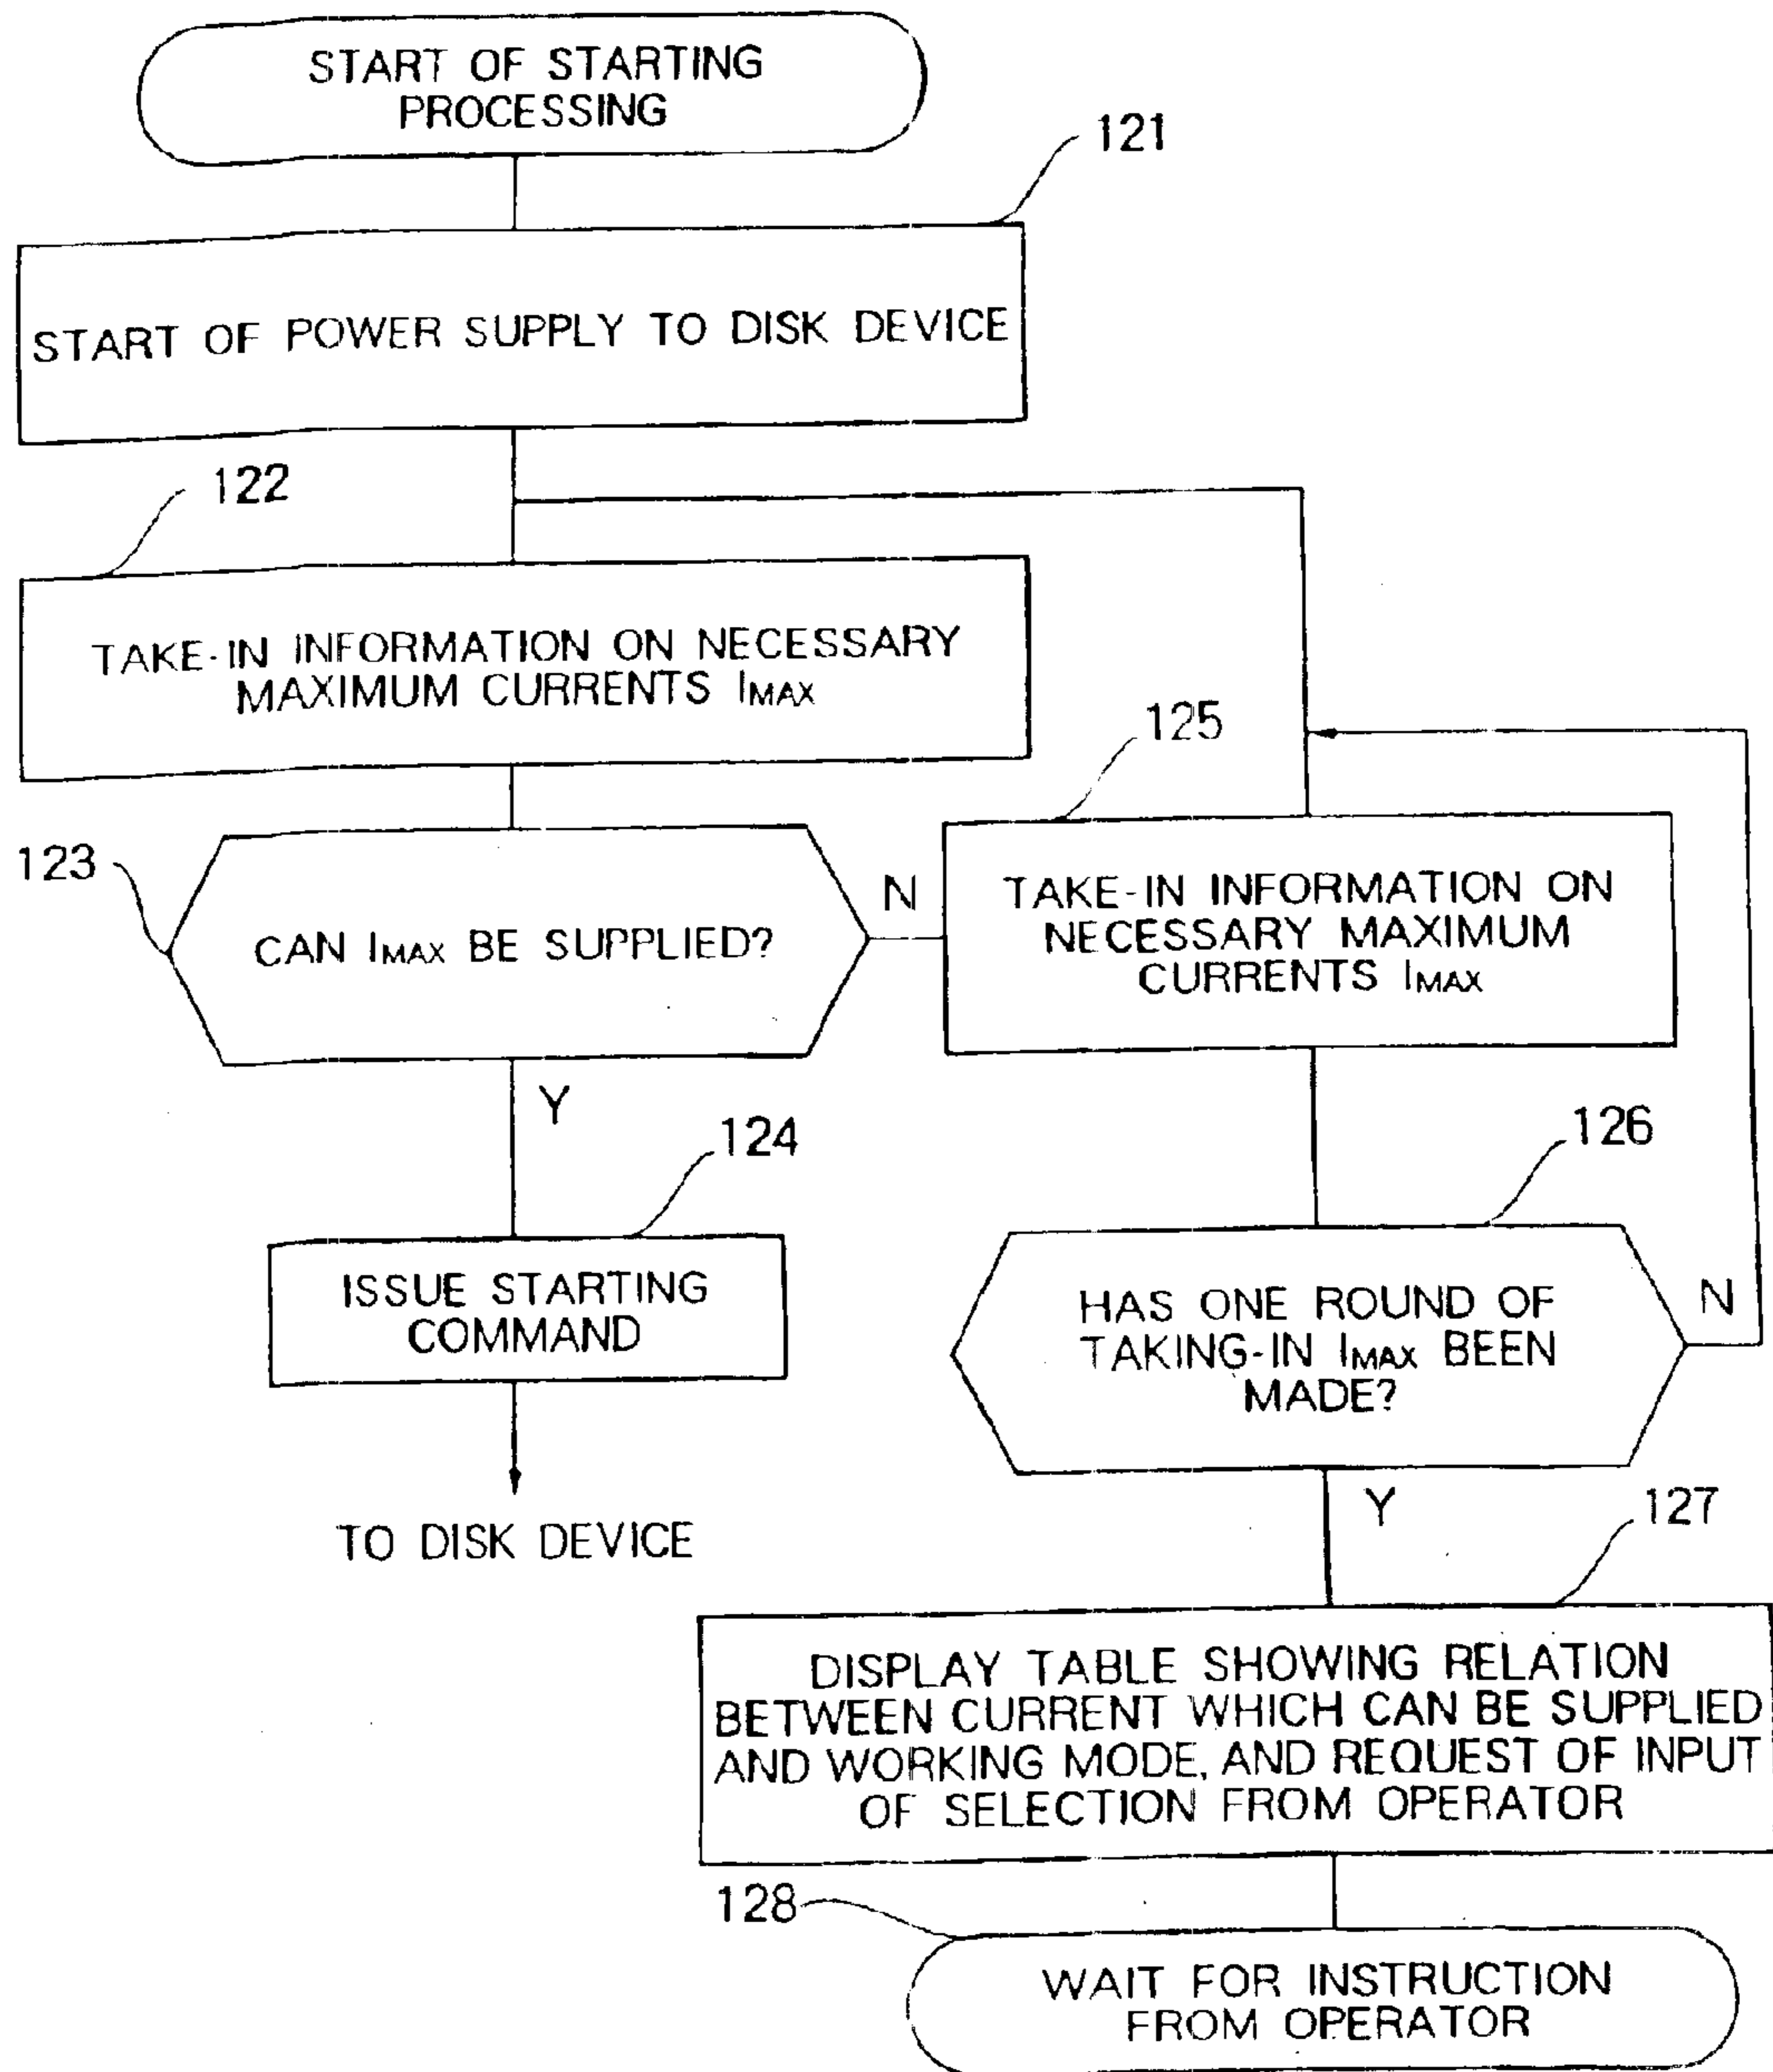 START OF STARTING
PROCESSING
121
START OF POWER SUPPLY TO DISK DEVICE
122
TAKE-IN INFORMATION ON NECESSARY
MAXIMUM CURRENTS IMAX
123
CAN IMAX BE SUPPLIED?
N
Y
124
ISSUE STARTING
COMMAND
TO DISK DEVICE
125
TAKE-IN INFORMATION ON
NECESSARY MAXIMUM
CURRENTS IMAX
126
HAS ONE ROUND OF
TAKING-IN IMAX BEEN
MADE?
N
Y
127
DISPLAY TABLE SHOWING RELATION
BETWEEN CURRENT WHICH CAN BE SUPPLIED
AND WORKING MODE, AND REQUEST OF INPUT
OF SELECTION FROM OPERATOR
128
WAIT FOR INSTRUCTION
FROM OPERATOR